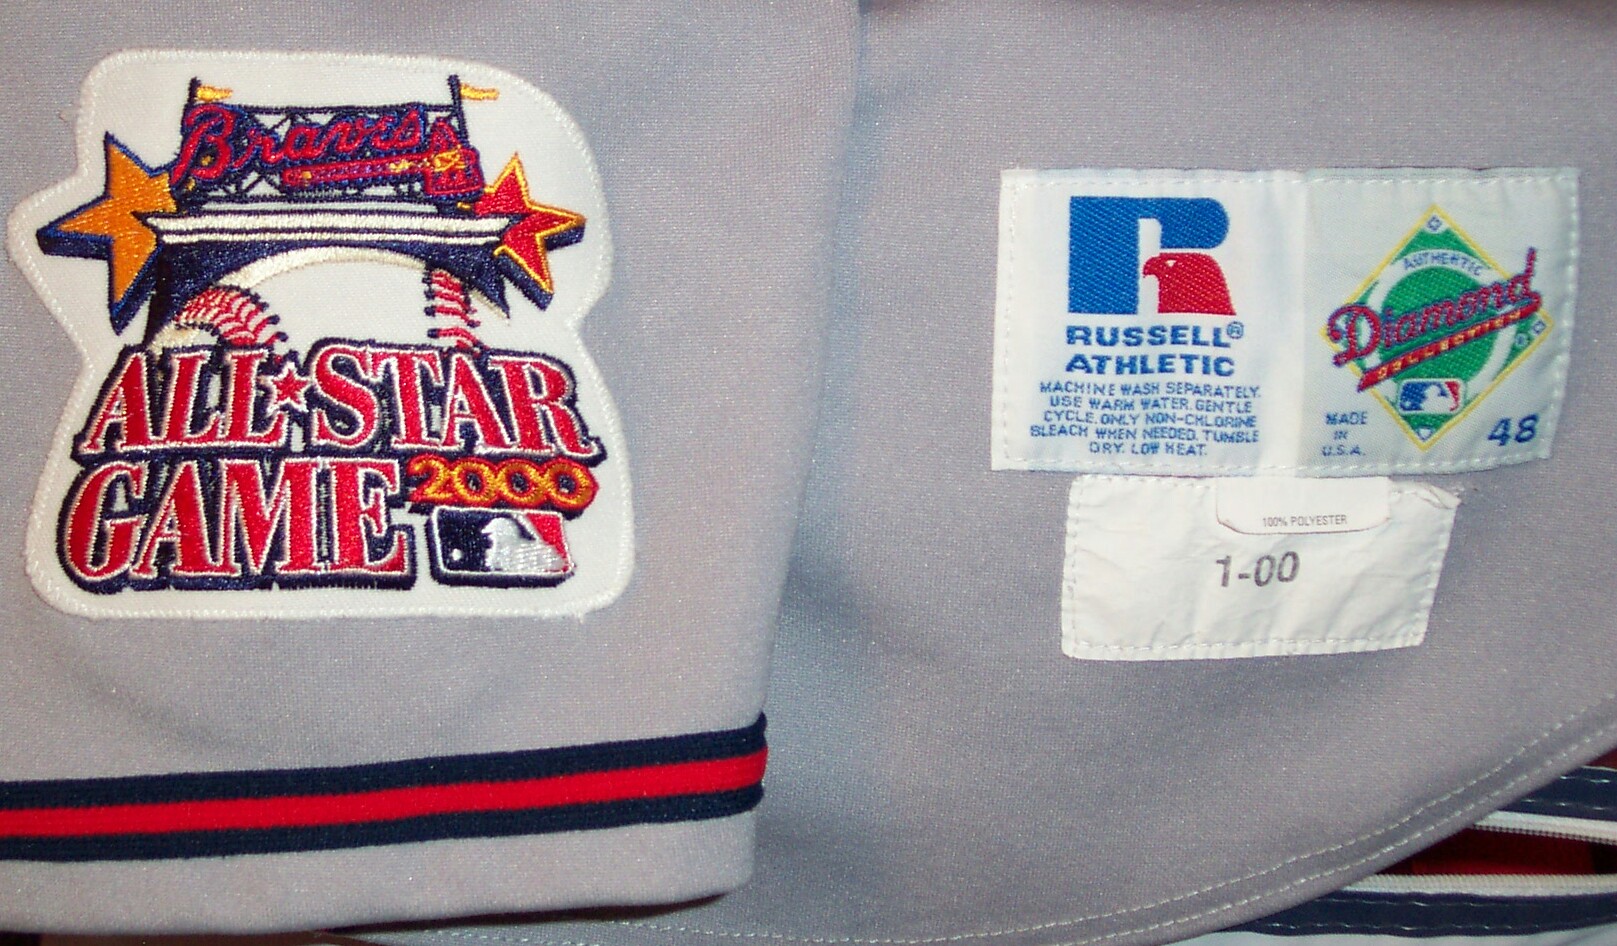 Braves
ALL★STAR
GAME 2000
RUSSELL®
ATHLETIC
MACHINE WASH SEPARATELY.
USE WARM WATER. GENTLE
CYCLE. ONLY NON-CHLORINE
BLEACH WHEN NEEDED. TUMBLE
DRY. LOW HEAT.
AUTHENTIC
Diamond
COLLECTION
MADE
IN
U.S.A.
48
100% POLYESTER
1-00